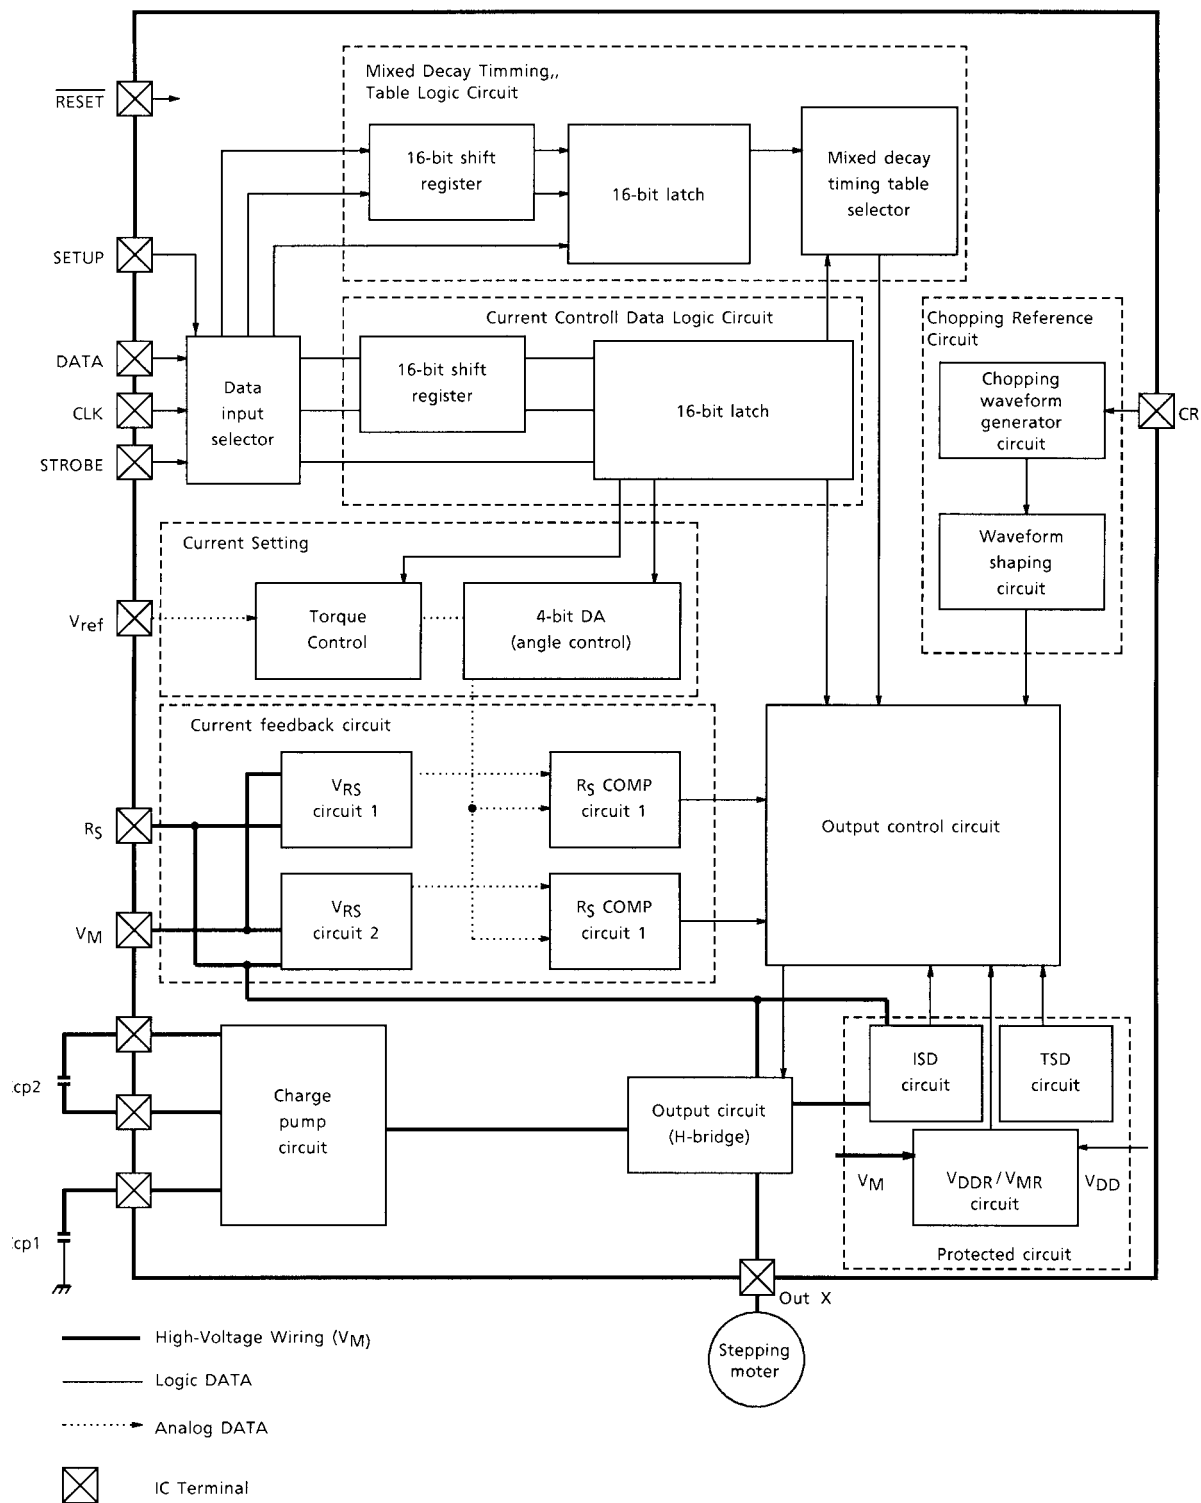 RESET
Mixed Decay Timming,,
Table Logic Circuit
16-bit shift
register
16-bit latch
Mixed decay
timing table
selector
SETUP
DATA
CLK
STROBE
Data
input
selector
Current Controll Data Logic Circuit
16-bit shift
register
16-bit latch
Chopping Reference
Circuit
Chopping
waveform
generator
circuit
CR
Waveform
shaping
circuit
Current Setting
Vref
Torque
Control
4-bit DA
(angle control)
Current feedback circuit
VRS
circuit 1
RS COMP
circuit 1
RS
Output control circuit
VRS
circuit 2
RS COMP
circuit 1
VM
cp2
Charge
pump
circuit
Output circuit
(H-bridge)
ISD
circuit
TSD
circuit
VM
VDDR / VMR
circuit
VDD
Protected circuit
cp1
Out X
Stepping
moter
High-Voltage Wiring (VM)
Logic DATA
Analog DATA
IC Terminal